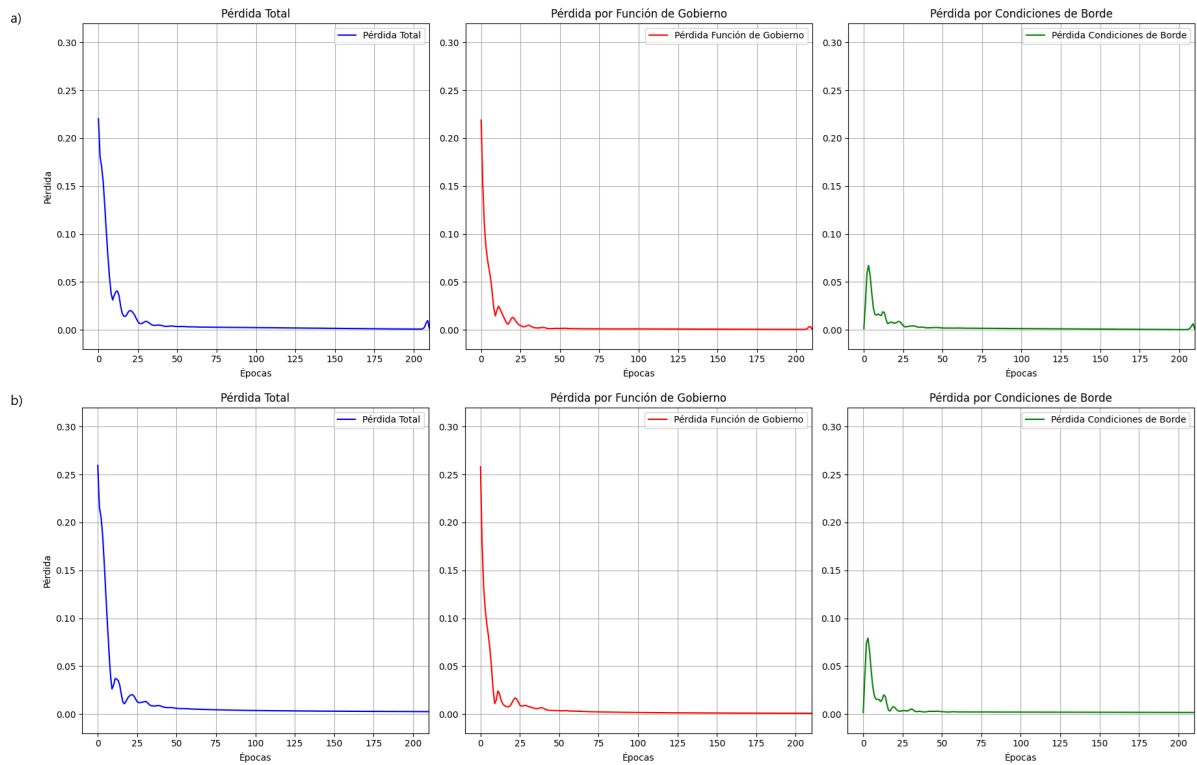 a)
Pérdida Total
Pérdida por Función de Gobierno
Pérdida por Condiciones de Borde
Pérdida Total
Pérdida Función de Gobierno
Pérdida Condiciones de Borde
Pérdida
0.30
0.25
0.20
0.15
0.10
0.05
0.00
0.30
0.25
0.20
0.15
0.10
0.05
0.00
0.30
0.25
0.20
0.15
0.10
0.05
0.00
0 25 50 75 100 125 150 175 200
0 25 50 75 100 125 150 175 200
0 25 50 75 100 125 150 175 200
Épocas
Épocas
Épocas
b)
Pérdida Total
Pérdida por Función de Gobierno
Pérdida por Condiciones de Borde
Pérdida Total
Pérdida Función de Gobierno
Pérdida Condiciones de Borde
Pérdida
0.30
0.25
0.20
0.15
0.10
0.05
0.00
0.30
0.25
0.20
0.15
0.10
0.05
0.00
0.30
0.25
0.20
0.15
0.10
0.05
0.00
0 25 50 75 100 125 150 175 200
0 25 50 75 100 125 150 175 200
0 25 50 75 100 125 150 175 200
Épocas
Épocas
Épocas